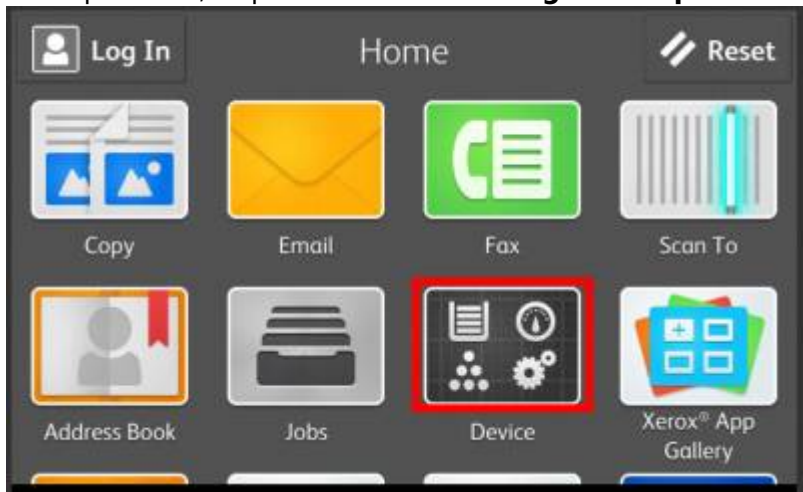 Log In
Home
Reset
Copy
Email
Fax
Scan To
Address Book
Jobs
Device
Xerox® App
Gallery